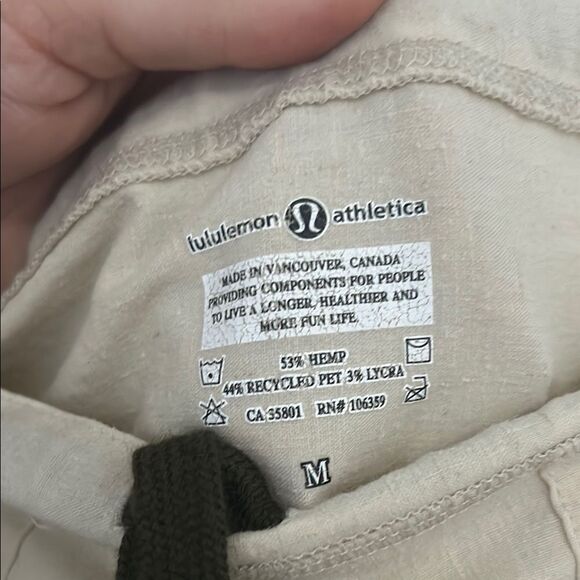 lululemon athletica
MADE IN VANCOUVER, CANADA
PROVIDING COMPONENTS FOR PEOPLE
TO LIVE A LONGER, HEALTHIER AND
MORE FUN LIFE.
53% HEMP
44% RECYCLED PET 3% LYCRA
CA 35801 RN# 106359
M